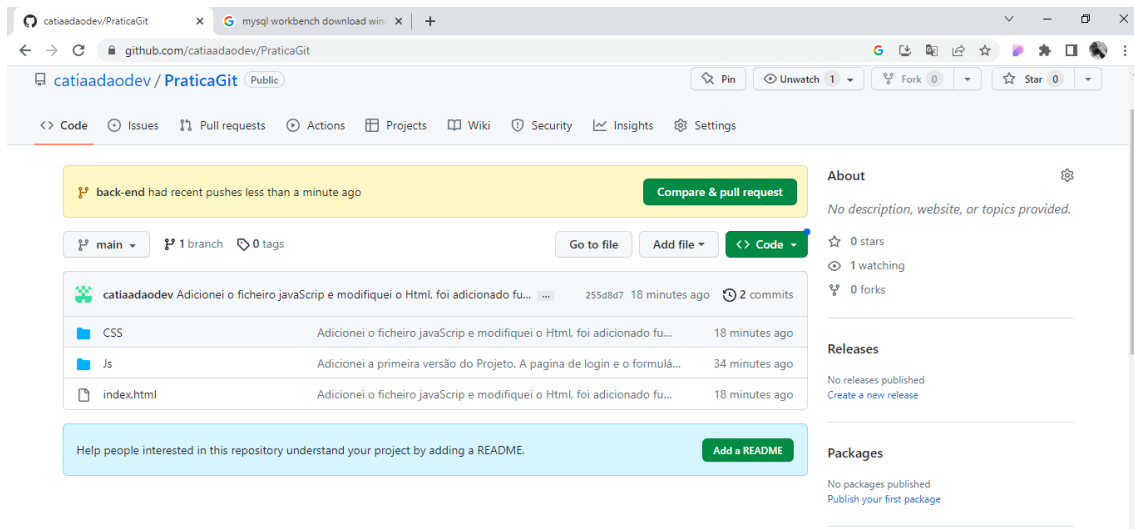 catiaadaodev/PraticaGit
mysql workbench download wind
github.com/catiaadaodev/PraticaGit
catiaadaodev / PraticaGit Public
Pin Unwatch 1 Fork 0 Star 0
Code Issues Pull requests Actions Projects Wiki Security Insights Settings
back-end had recent pushes less than a minute ago Compare & pull request
main 1 branch 0 tags Go to file Add file Code
catiaadaodev Adicionei o ficheiro javaScrip e modifiquei o Html, foi adicionado fu... ... 255d8d7 18 minutes ago 2 commits
CSS Adicionei o ficheiro javaScrip e modifiquei o Html, foi adicionado fu... 18 minutes ago
Js Adicionei a primeira versão do Projeto. A pagina de login e o formulá... 34 minutes ago
index.html Adicionei o ficheiro javaScrip e modifiquei o Html, foi adicionado fu... 18 minutes ago
Help people interested in this repository understand your project by adding a README. Add a README
About
No description, website, or topics provided.
0 stars
1 watching
0 forks
Releases
No releases published
Create a new release
Packages
No packages published
Publish your first package